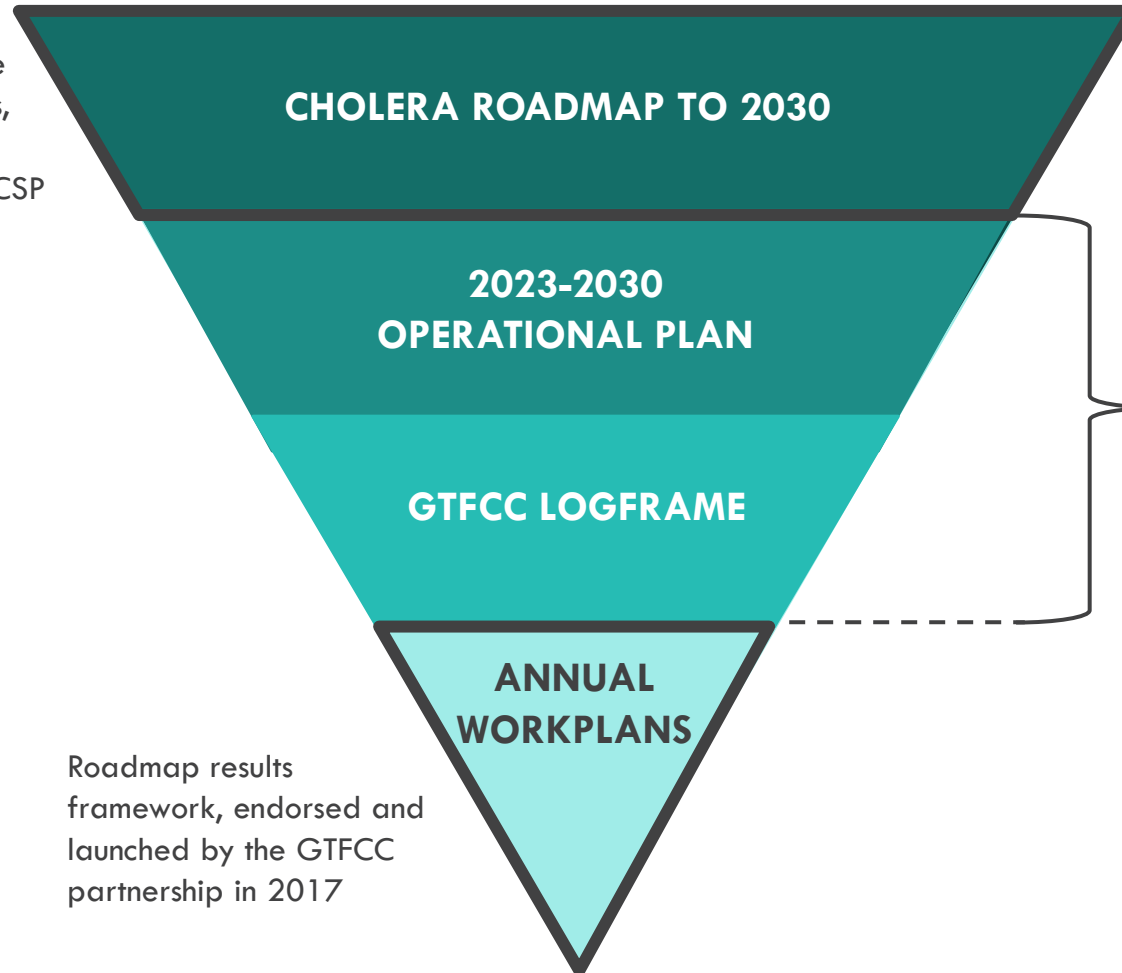 CHOLERA ROADMAP TO 2030
CSP
2023-2030
OPERATIONAL PLAN
GTFCC LOGFRAME
ANNUAL
WORKPLANS
Roadmap results
framework, endorsed and
launched by the GTFCC
partnership in 2017